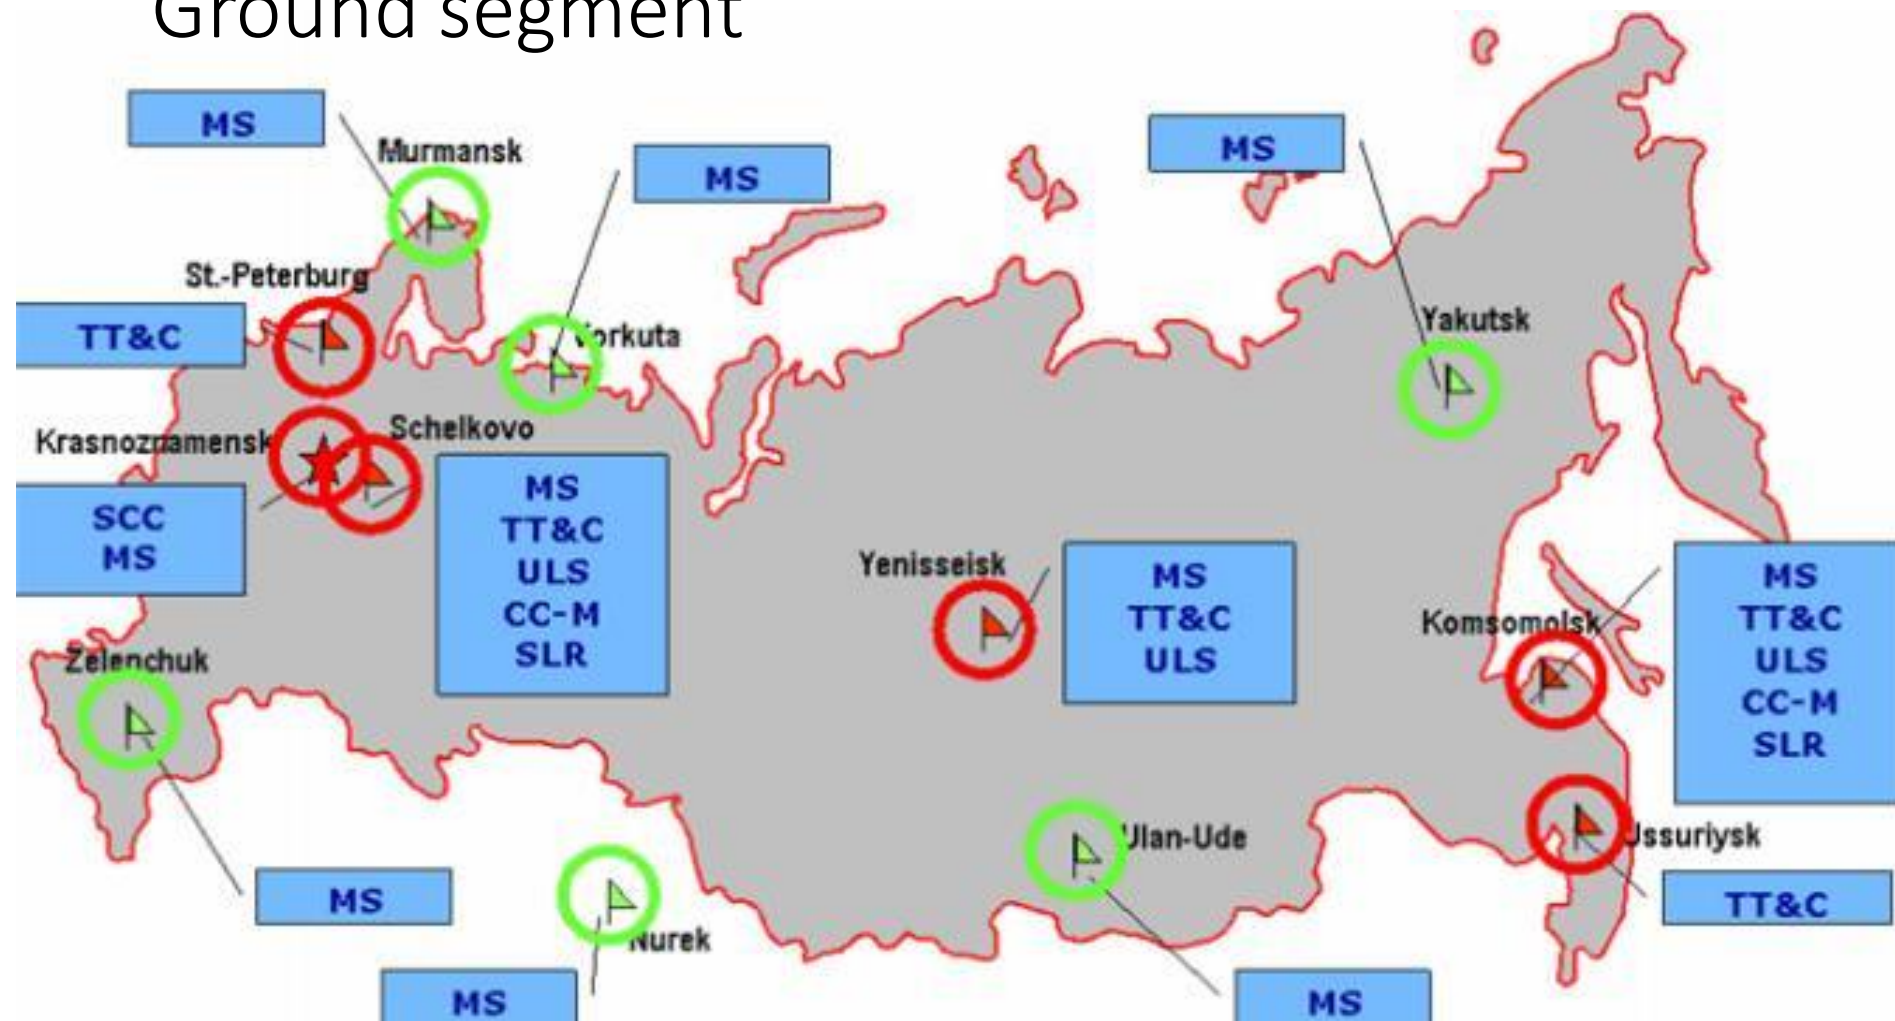 Ground segment
MS
Murmansk
MS
MS
St.-Peterburg
TT&C
Vorkuta
Yakutsk
Krasnoznamensk
Schelkovo
SCC
MS
MS
TT&C
ULS
CC-M
SLR
Yenisseisk
MS
TT&C
ULS
Komsomolsk
MS
TT&C
ULS
CC-M
SLR
Zelenchuk
MS
Nurek
MS
Ulan-Ude
MS
Ussuriysk
TT&C